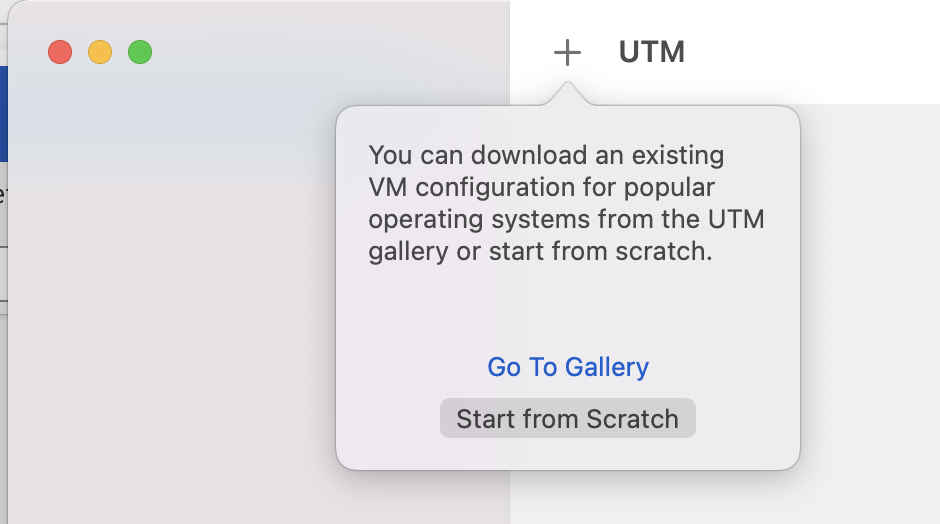 UTM
You can download an existing
VM configuration for popular
operating systems from the UTM
gallery or start from scratch.
Go To Gallery
Start from Scratch